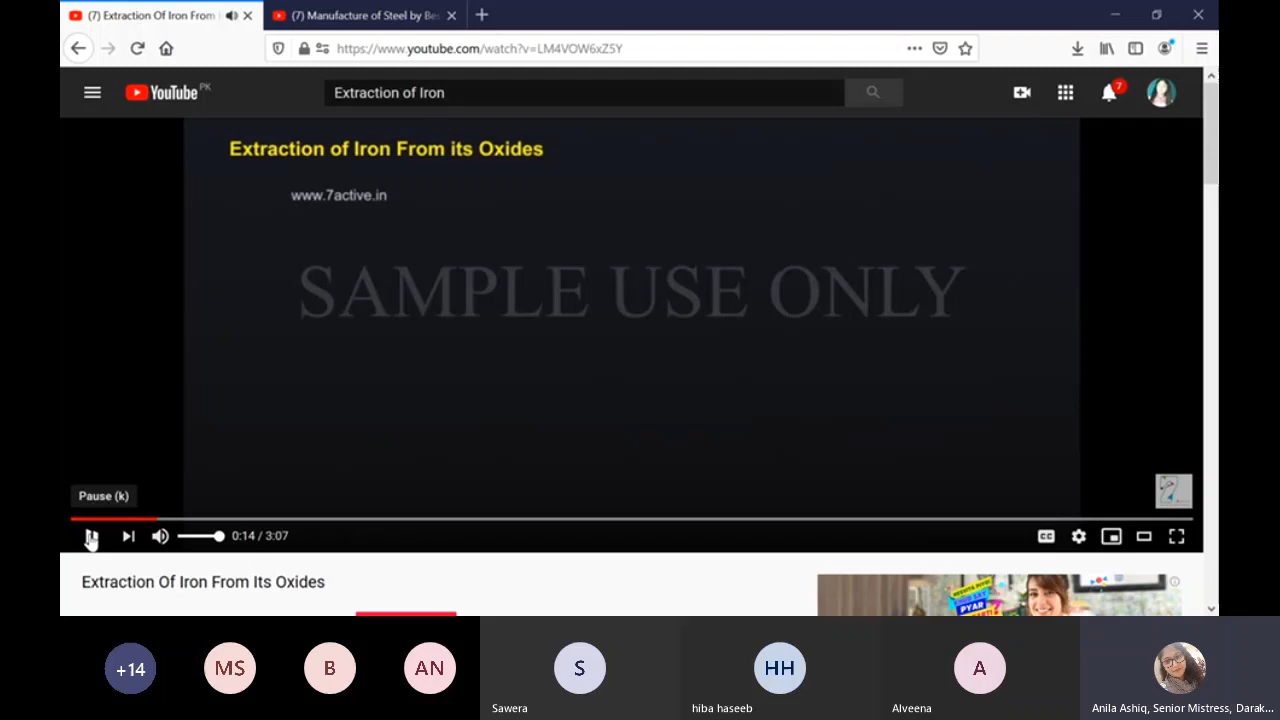 (7) Extraction Of Iron From
(7) Manufacture of Steel by Be
https://www.youtube.com/watch?v=LM4VOW6xZ5Y
YouTube PK
Extraction of Iron
7
Extraction of Iron From its Oxides
www.7active.in
SAMPLE USE ONLY
Pause (k)
0:14 / 3:07
CC
Extraction Of Iron From Its Oxides
PYAR
+14
MS
B
AN
S
HH
A
Sawera
hiba haseeb
Alveena
Anila Ashiq, Senior Mistress, Darak...